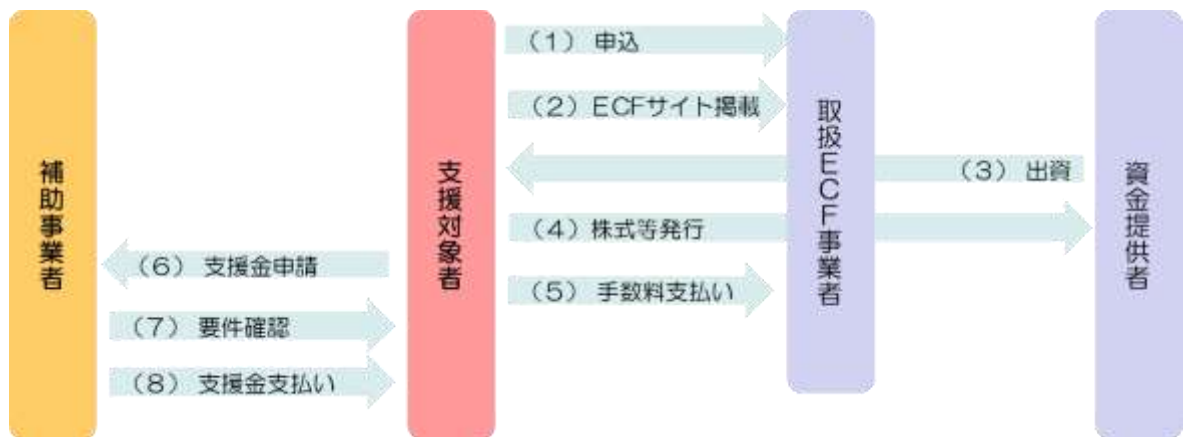 補助事業者
支援対象者
取扱ECF事業者
資金提供者
(1) 申込
(2)ECFサイト掲載
(3) 出資
(4)株式等発行
(5) 手数料支払い
(6) 支援金申請
(7) 要件確認
(8) 支援金支払い